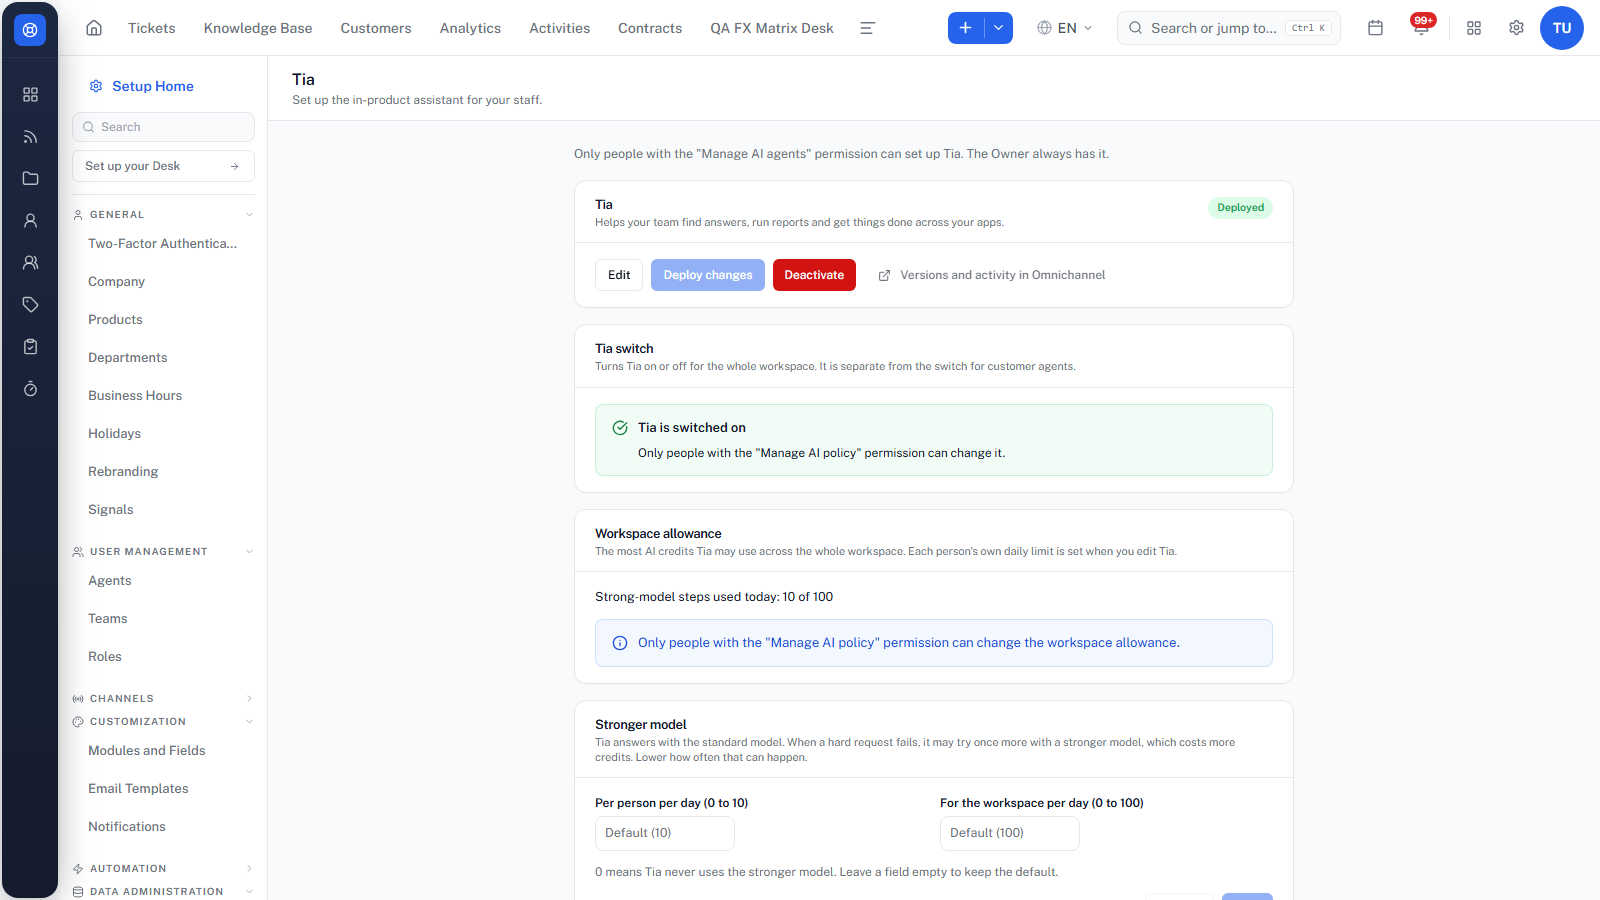 Tickets
Knowledge Base
Customers
Analytics
Activities
Contracts
QA FX Matrix Desk
EN
Search or jump to...
Ctrl K
99+
TU
Setup Home
Search
Set up your Desk
GENERAL
Two-Factor Authentica...
Company
Products
Departments
Business Hours
Holidays
Rebranding
Signals
USER MANAGEMENT
Agents
Teams
Roles
CHANNELS
CUSTOMIZATION
Modules and Fields
Email Templates
Notifications
AUTOMATION
DATA ADMINISTRATION
Tia
Set up the in-product assistant for your staff.
Only people with the "Manage AI agents" permission can set up Tia. The Owner always has it.
Tia
Helps your team find answers, run reports and get things done across your apps.
Deployed
Edit
Deploy changes
Deactivate
Versions and activity in Omnichannel
Tia switch
Turns Tia on or off for the whole workspace. It is separate from the switch for customer agents.
Tia is switched on
Only people with the "Manage AI policy" permission can change it.
Workspace allowance
The most AI credits Tia may use across the whole workspace. Each person's own daily limit is set when you edit Tia.
Strong-model steps used today: 10 of 100
Only people with the "Manage AI policy" permission can change the workspace allowance.
Stronger model
Tia answers with the standard model. When a hard request fails, it may try once more with a stronger model, which costs more
credits. Lower how often that can happen.
Per person per day (0 to 10)
Default (10)
For the workspace per day (0 to 100)
Default (100)
0 means Tia never uses the stronger model. Leave a field empty to keep the default.